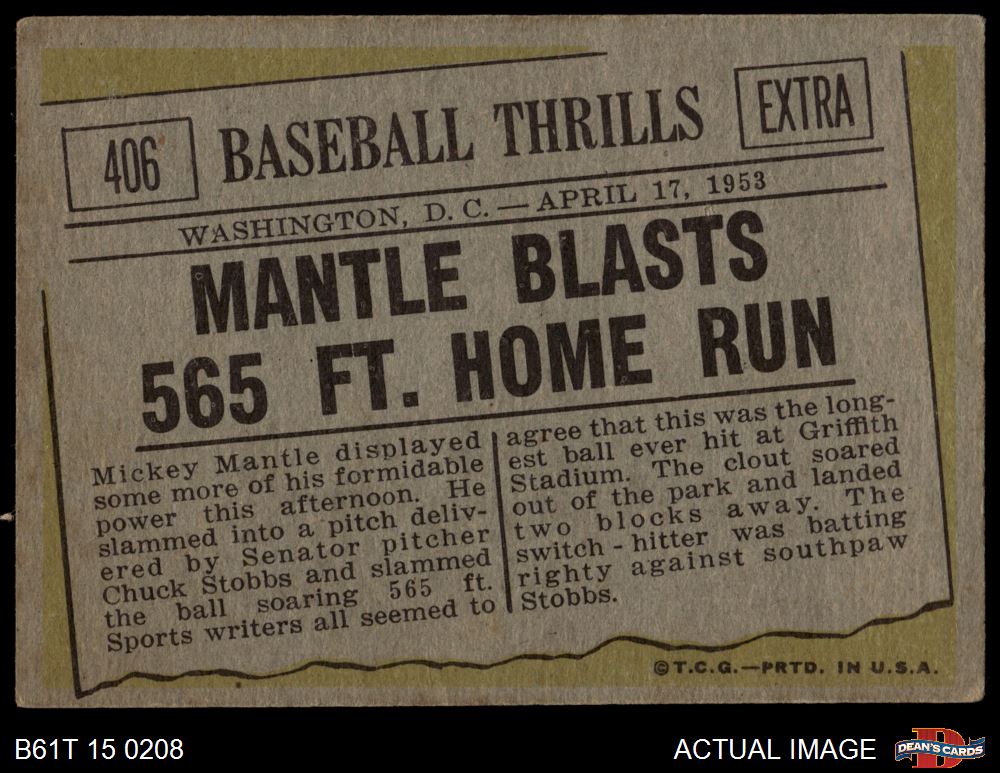 406
BASEBALL THRILLS
EXTRA
WASHINGTON, D. C. — APRIL 17, 1953
MANTLE BLASTS
565 FT. HOME RUN
Mickey Mantle displayed
some more of his formidable
power this afternoon. He
slammed into a pitch deliv-
ered by Senator pitcher
Chuck Stobbs and slammed
the ball soaring 565 ft.
Sports writers all seemed to
agree that this was the long-
est ball ever hit at Griffith
Stadium. The clout soared
out of the park and landed
two blocks away. The
switch-hitter was batting
righty against southpaw
Stobbs.
©T.C.G.—PRTD. IN U.S.A.
B61T 15 0208
ACTUAL IMAGE
D
DEAN'S CARDS